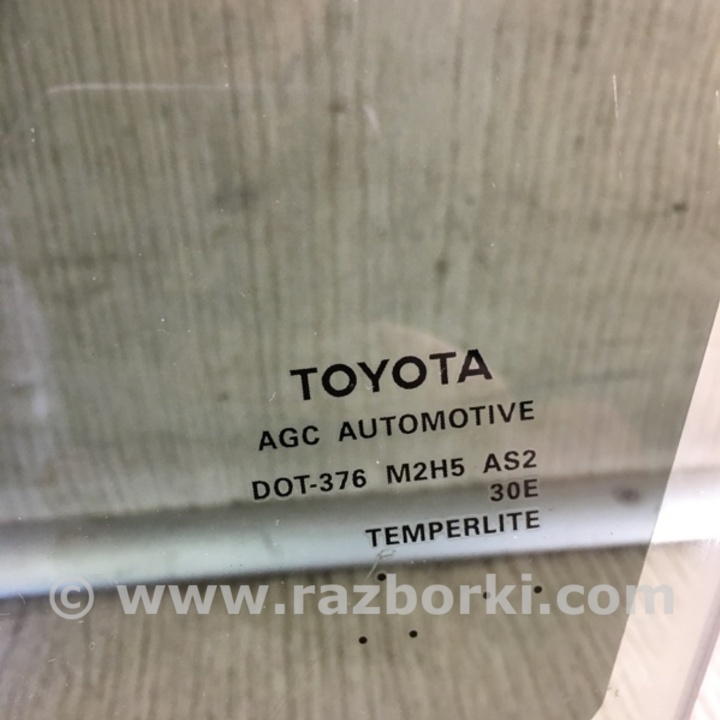 TOYOTA
AGC AUTOMOTIVE
DOT-376 M2H5 AS2
30E
TEMPERLITE
© www.razborki.com